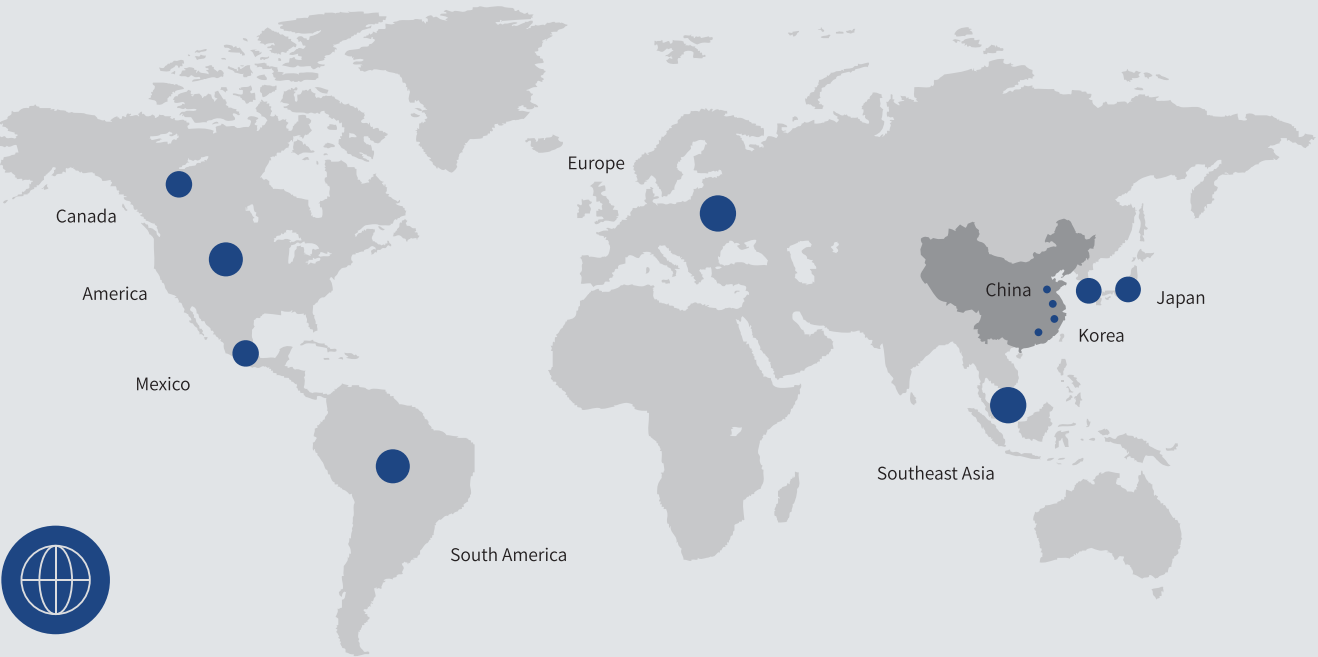 Europe
Canada
China
America
Japan
Korea
Mexico
Southeast Asia
South America